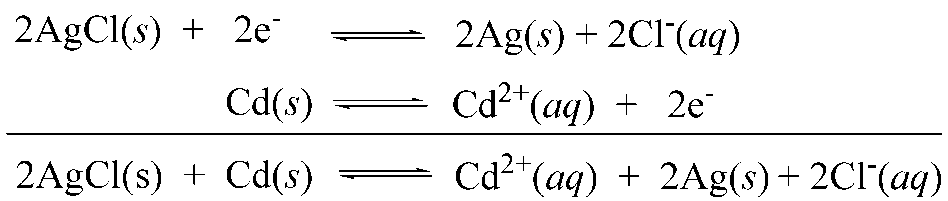 2AgCl(s) + 2e⁻ ⇌ 2Ag(s) + 2Cl⁻(aq)
Cd(s) ⇌ Cd²⁺(aq) + 2e⁻
2AgCl(s) + Cd(s) ⇌ Cd²⁺(aq) + 2Ag(s) + 2Cl⁻(aq)